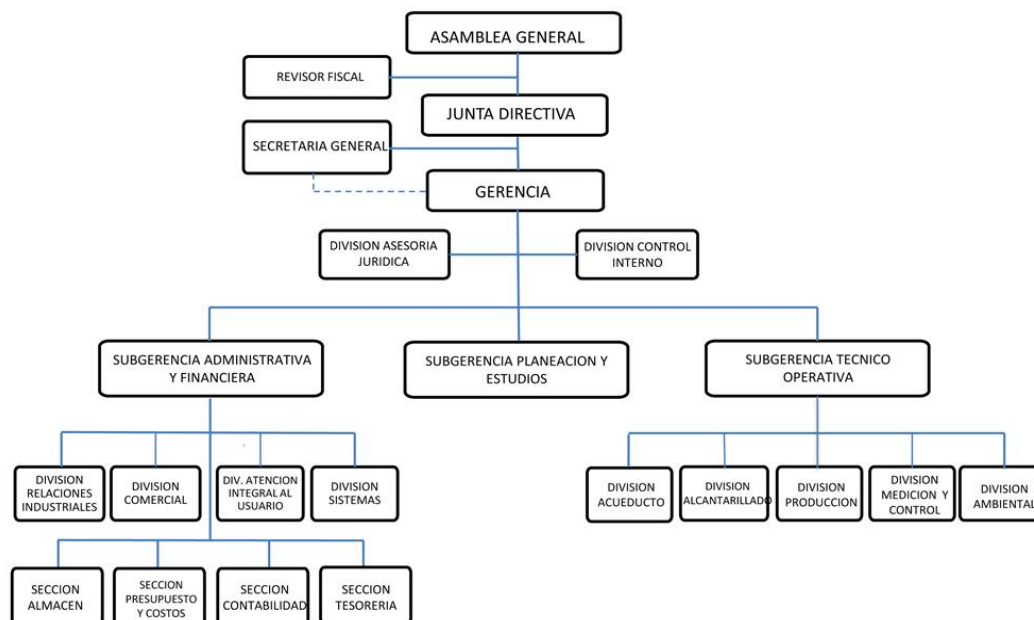 ASAMBLEA GENERAL
REVISOR FISCAL
JUNTA DIRECTIVA
SECRETARIA GENERAL
GERENCIA
DIVISION ASESORIA
JURIDICA
DIVISION CONTROL
INTERNO
SUBGERENCIA ADMINISTRATIVA
Y FINANCIERA
SUBGERENCIA PLANEACION Y
ESTUDIOS
SUBGERENCIA TECNICO
OPERATIVA
DIVISION
RELACIONES
INDUSTRIALES
DIVISION
COMERCIAL
DIV. ATENCION
INTEGRAL AL
USUARIO
DIVISION
SISTEMAS
DIVISION
ACUEDUCTO
DIVISION
ALCANTARILLADO
DIVISION
PRODUCCION
DIVISION
MEDICION Y
CONTROL
DIVISION
AMBIENTAL
SECCION
ALMACEN
SECCION
PRESUPUESTO
Y COSTOS
SECCION
CONTABILIDAD
SECCION
TESORERIA